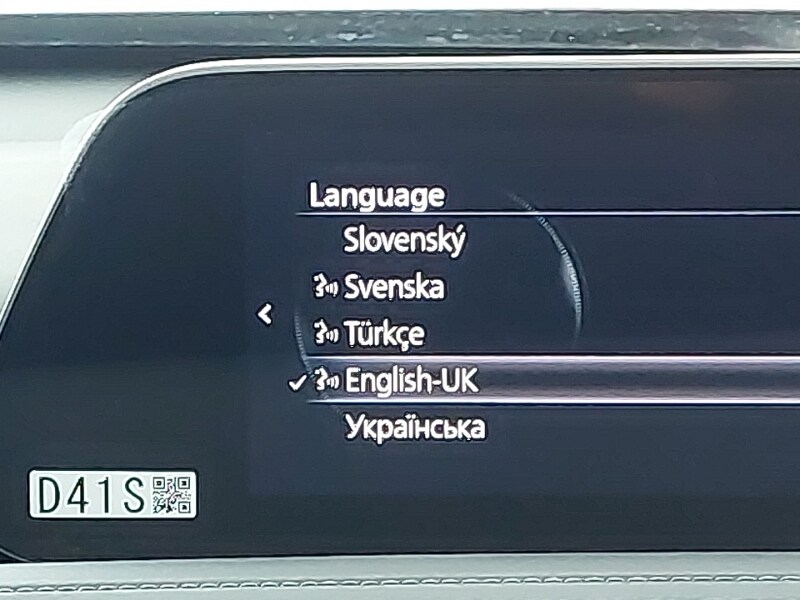 Language
Slovenský
Svenska
Türkçe
English-UK
Українська
D41S